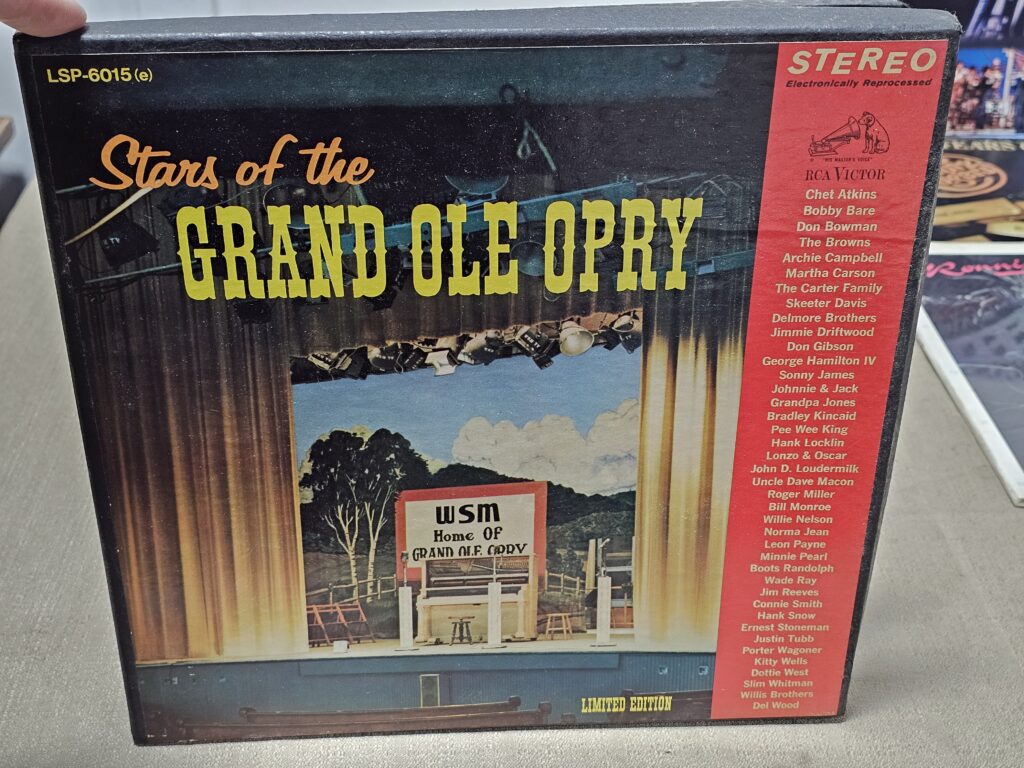 LSP-6015 (e)
STEREO
Electronically Reprocessed
Stars of the
GRAND OLE OPRY
"HIS MASTER'S VOICE"
RCA VICTOR
Chet Atkins
Bobby Bare
Don Bowman
The Browns
Archie Campbell
Martha Carson
The Carter Family
Skeeter Davis
Delmore Brothers
Jimmie Driftwood
Don Gibson
George Hamilton IV
Sonny James
Johnnie & Jack
Grandpa Jones
Bradley Kincaid
Pee Wee King
Hank Locklin
Lonzo & Oscar
John D. Loudermilk
Uncle Dave Macon
Roger Miller
Bill Monroe
Willie Nelson
Norma Jean
Leon Payne
Minnie Pearl
Boots Randolph
Wade Ray
Jim Reeves
Connie Smith
Hank Snow
Ernest Stoneman
Justin Tubb
Porter Wagoner
Kitty Wells
Dottie West
Slim Whitman
Willis Brothers
Del Wood
WSM
Home OF
GRAND OLE OPRY
LIMITED EDITION